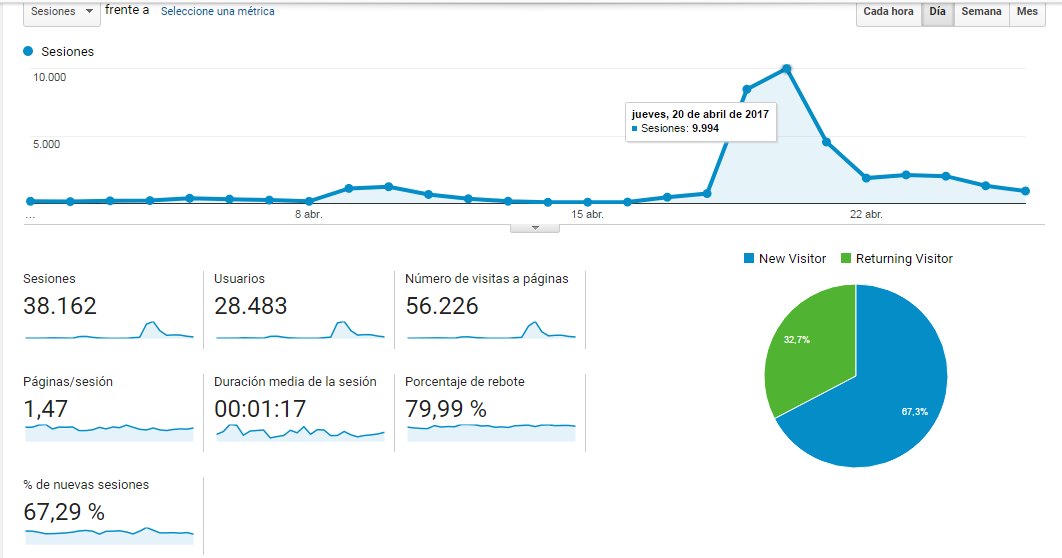 Sesiones frente a Seleccione una métrica Cada hora Día Semana Mes
Sesiones
10.000
jueves, 20 de abril de 2017
Sesiones: 9.994
5.000
... 8 abr. 15 abr. 22 abr.
New Visitor Returning Visitor
Sesiones Usuarios Número de visitas a páginas
38.162 28.483 56.226
32,7%
Páginas/sesión Duración media de la sesión Porcentaje de rebote
1,47 00:01:17 79,99 %
67,3%
% de nuevas sesiones
67,29 %